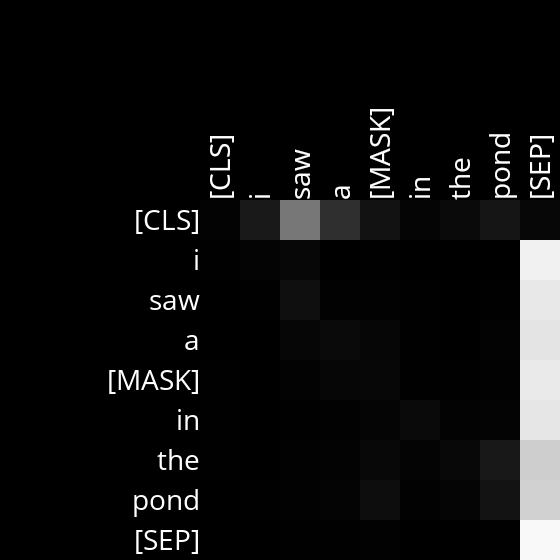 [CLS] i saw a [MASK] in the pond [SEP]
[CLS]
i
saw
a
[MASK]
in
the
pond
[SEP]